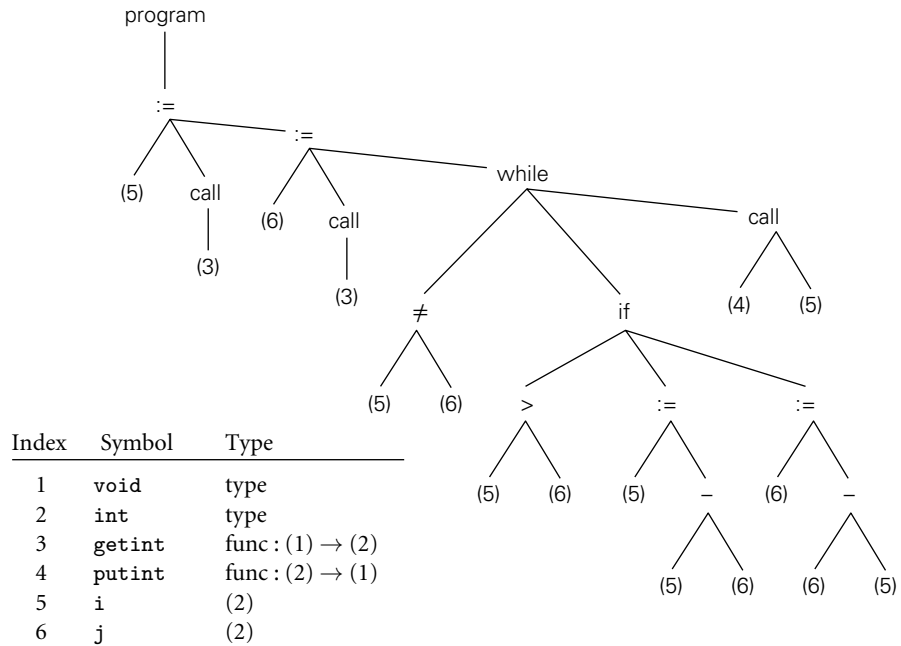 program
:=
:=
while
(5) call
(6) call
call
(3)
(3)
(4) (5)
≠
if
(5) (6)
> := :=
Index Symbol Type
1 void type
2 int type
3 getint func : (1) → (2)
4 putint func : (2) → (1)
5 i (2)
6 j (2)
(5) (6) (5) – (6) –
(5) (6) (6) (5)